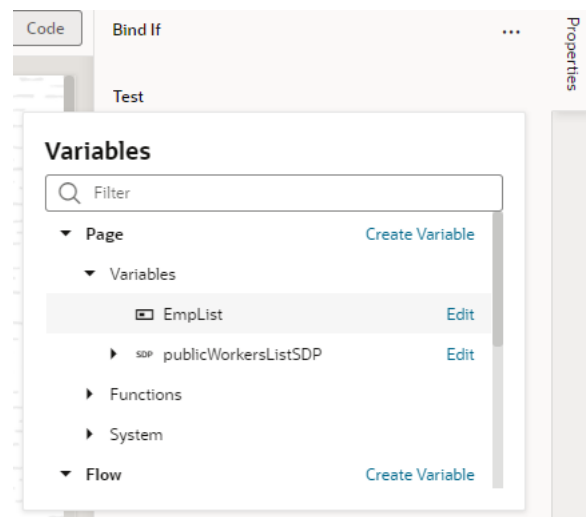 Code
Bind If
...
Properties
Test
Variables
Filter
Page Create Variable
Variables
EmpList Edit
SDP publicWorkersListSDP Edit
Functions
System
Flow Create Variable